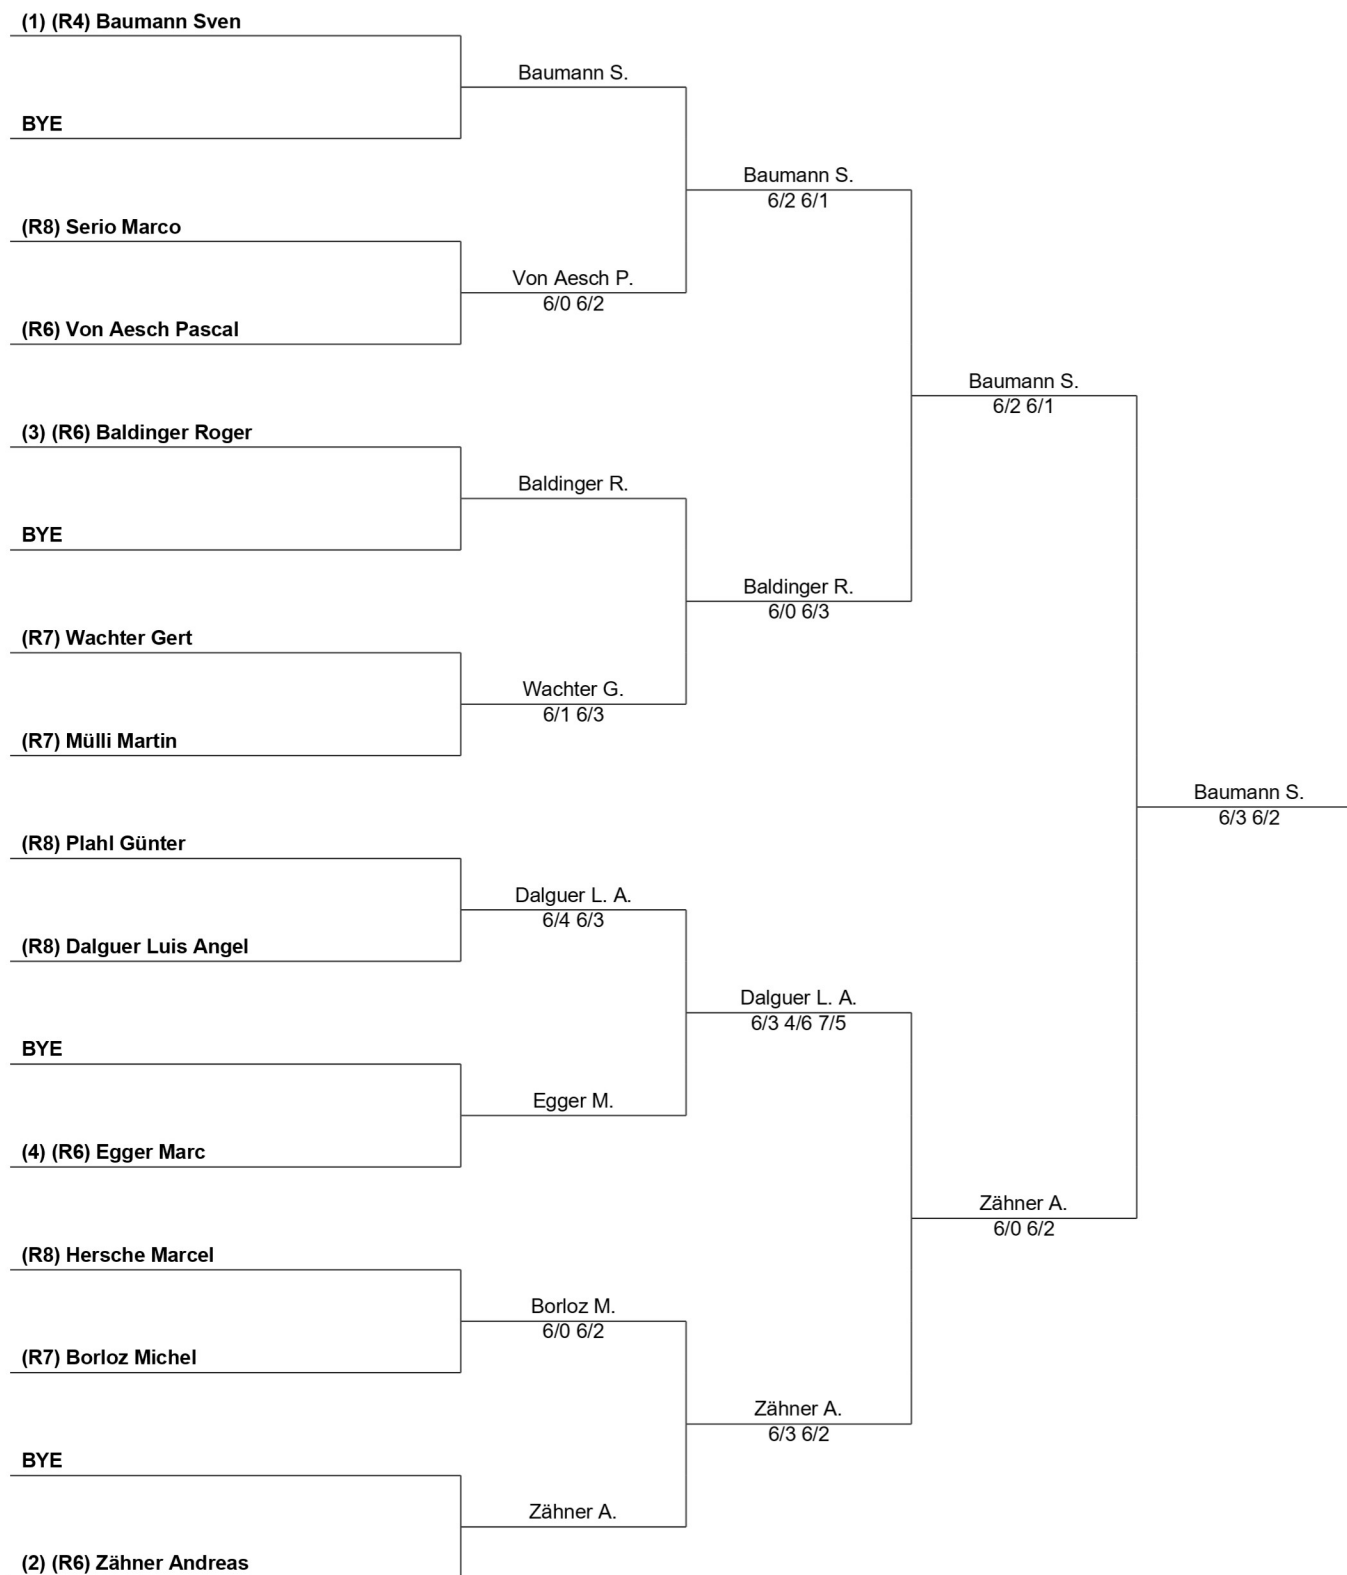 (1) (R4) Baumann Sven
Baumann S.
BYE
Baumann S.
6/2 6/1
(R8) Serio Marco
Von Aesch P.
6/0 6/2
(R6) Von Aesch Pascal
Baumann S.
6/2 6/1
(3) (R6) Baldinger Roger
Baldinger R.
BYE
Baldinger R.
6/0 6/3
(R7) Wachter Gert
Wachter G.
6/1 6/3
(R7) Mülli Martin
Baumann S.
6/3 6/2
(R8) Plahl Günter
Dalguer L. A.
6/4 6/3
(R8) Dalguer Luis Angel
Dalguer L. A.
6/3 4/6 7/5
BYE
Egger M.
(4) (R6) Egger Marc
Zähner A.
6/0 6/2
(R8) Hersche Marcel
Borloz M.
6/0 6/2
(R7) Borloz Michel
Zähner A.
6/3 6/2
BYE
Zähner A.
(2) (R6) Zähner Andreas